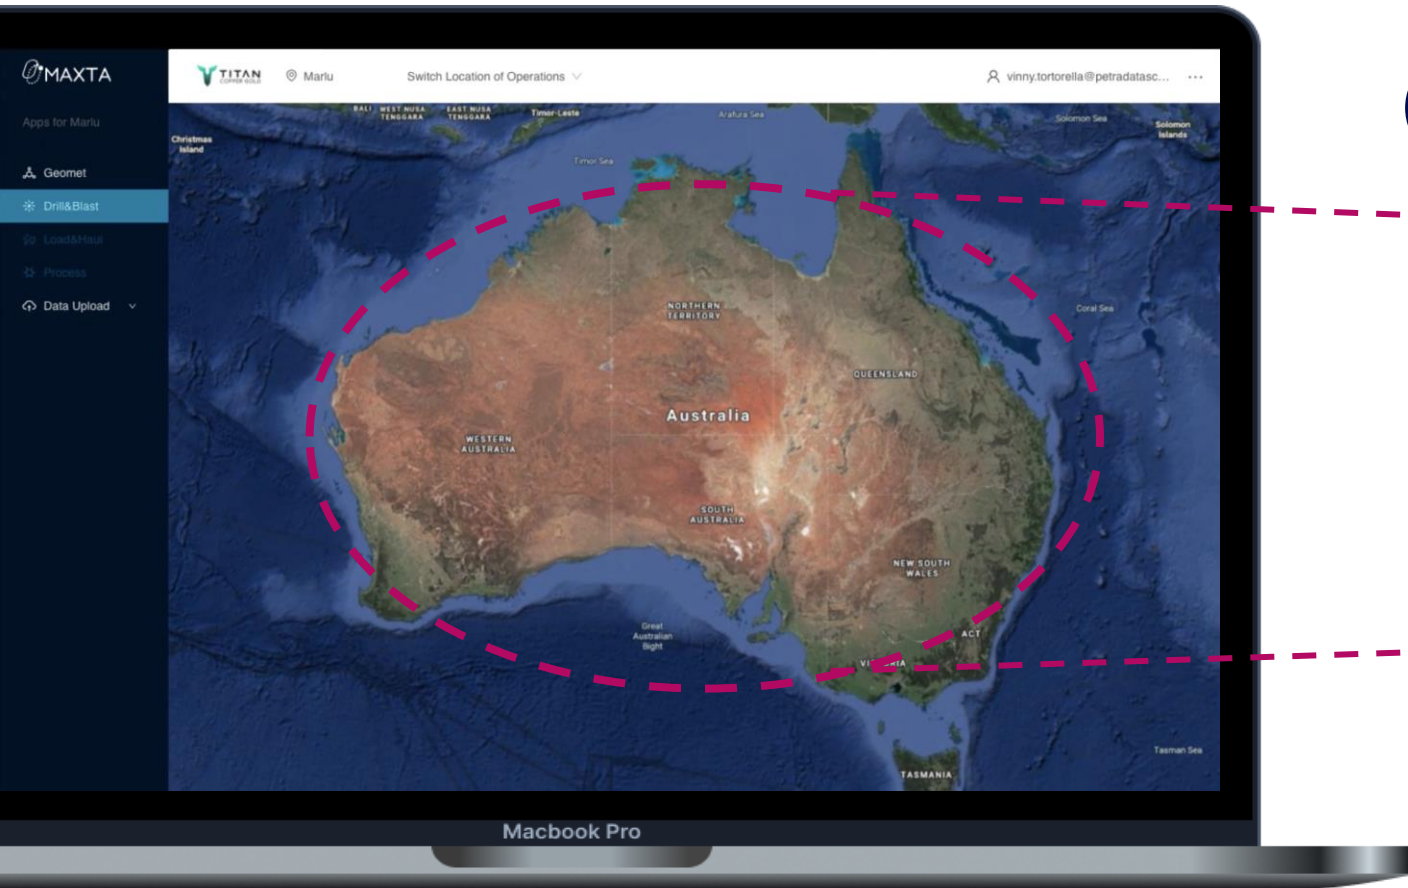 MAXTA
TITAN
COPPER GOLD
Marlu
Switch Location of Operations
vinny.tortorella@petradatasc...
Apps for Marlu
Geomet
Drill&Blast
Load&Haul
Process
Data Upload
BALI
WEST NUSA
TENGGARA
EAST NUSA
TENGGARA
Timor-Leste
Arafura Sea
Solomon Sea
Solomon
Islands
Christmas
Island
Timor Sea
NORTHERN
TERRITORY
Coral Sea
QUEENSLAND
Australia
WESTERN
AUSTRALIA
SOUTH
AUSTRALIA
NEW SOUTH
WALES
Great
Australian
Bight
ACT
VICTORIA
Tasman Sea
TASMANIA
Macbook Pro